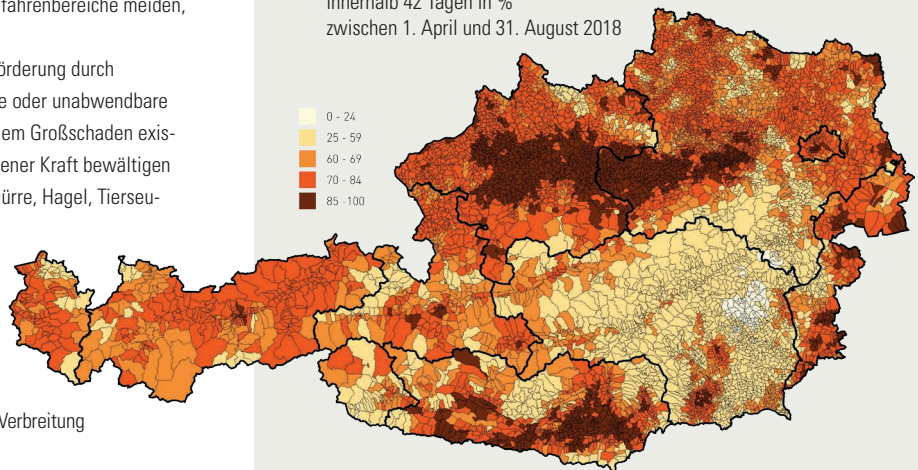 fahrenbereiche meiden,
örderung durch
e oder unabwendbare
em Großschaden exis-
ener Kraft bewältigen
ürre, Hagel, Tierseu-
Verbreitung
innerhalb 42 Tagen in %
zwischen 1. April und 31. August 2018
0 - 24
25 - 59
60 - 69
70 - 84
85 -100